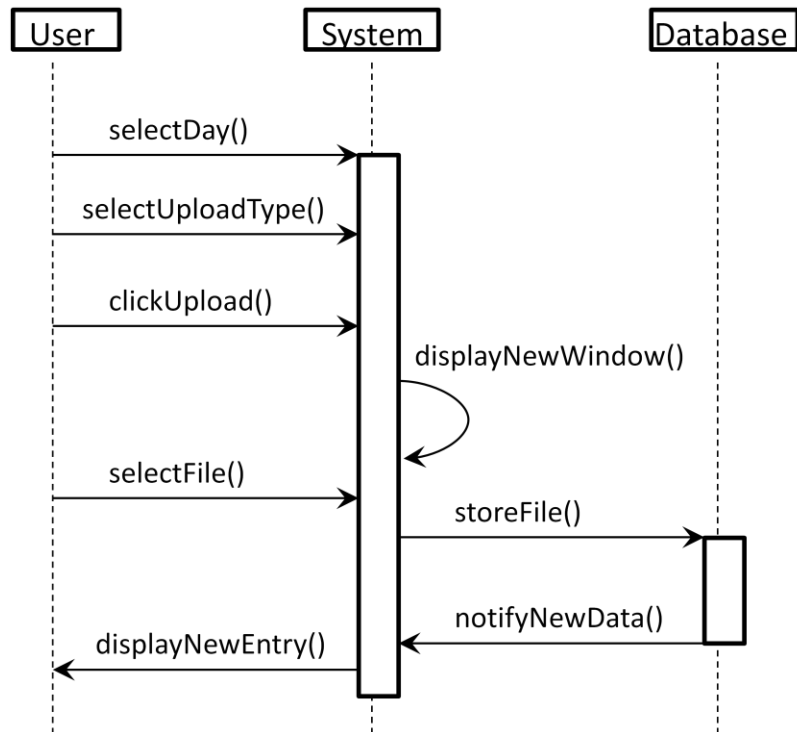 User
System
Database
selectDay()
selectUploadType()
clickUpload()
displayNewWindow()
selectFile()
storeFile()
notifyNewData()
displayNewEntry()